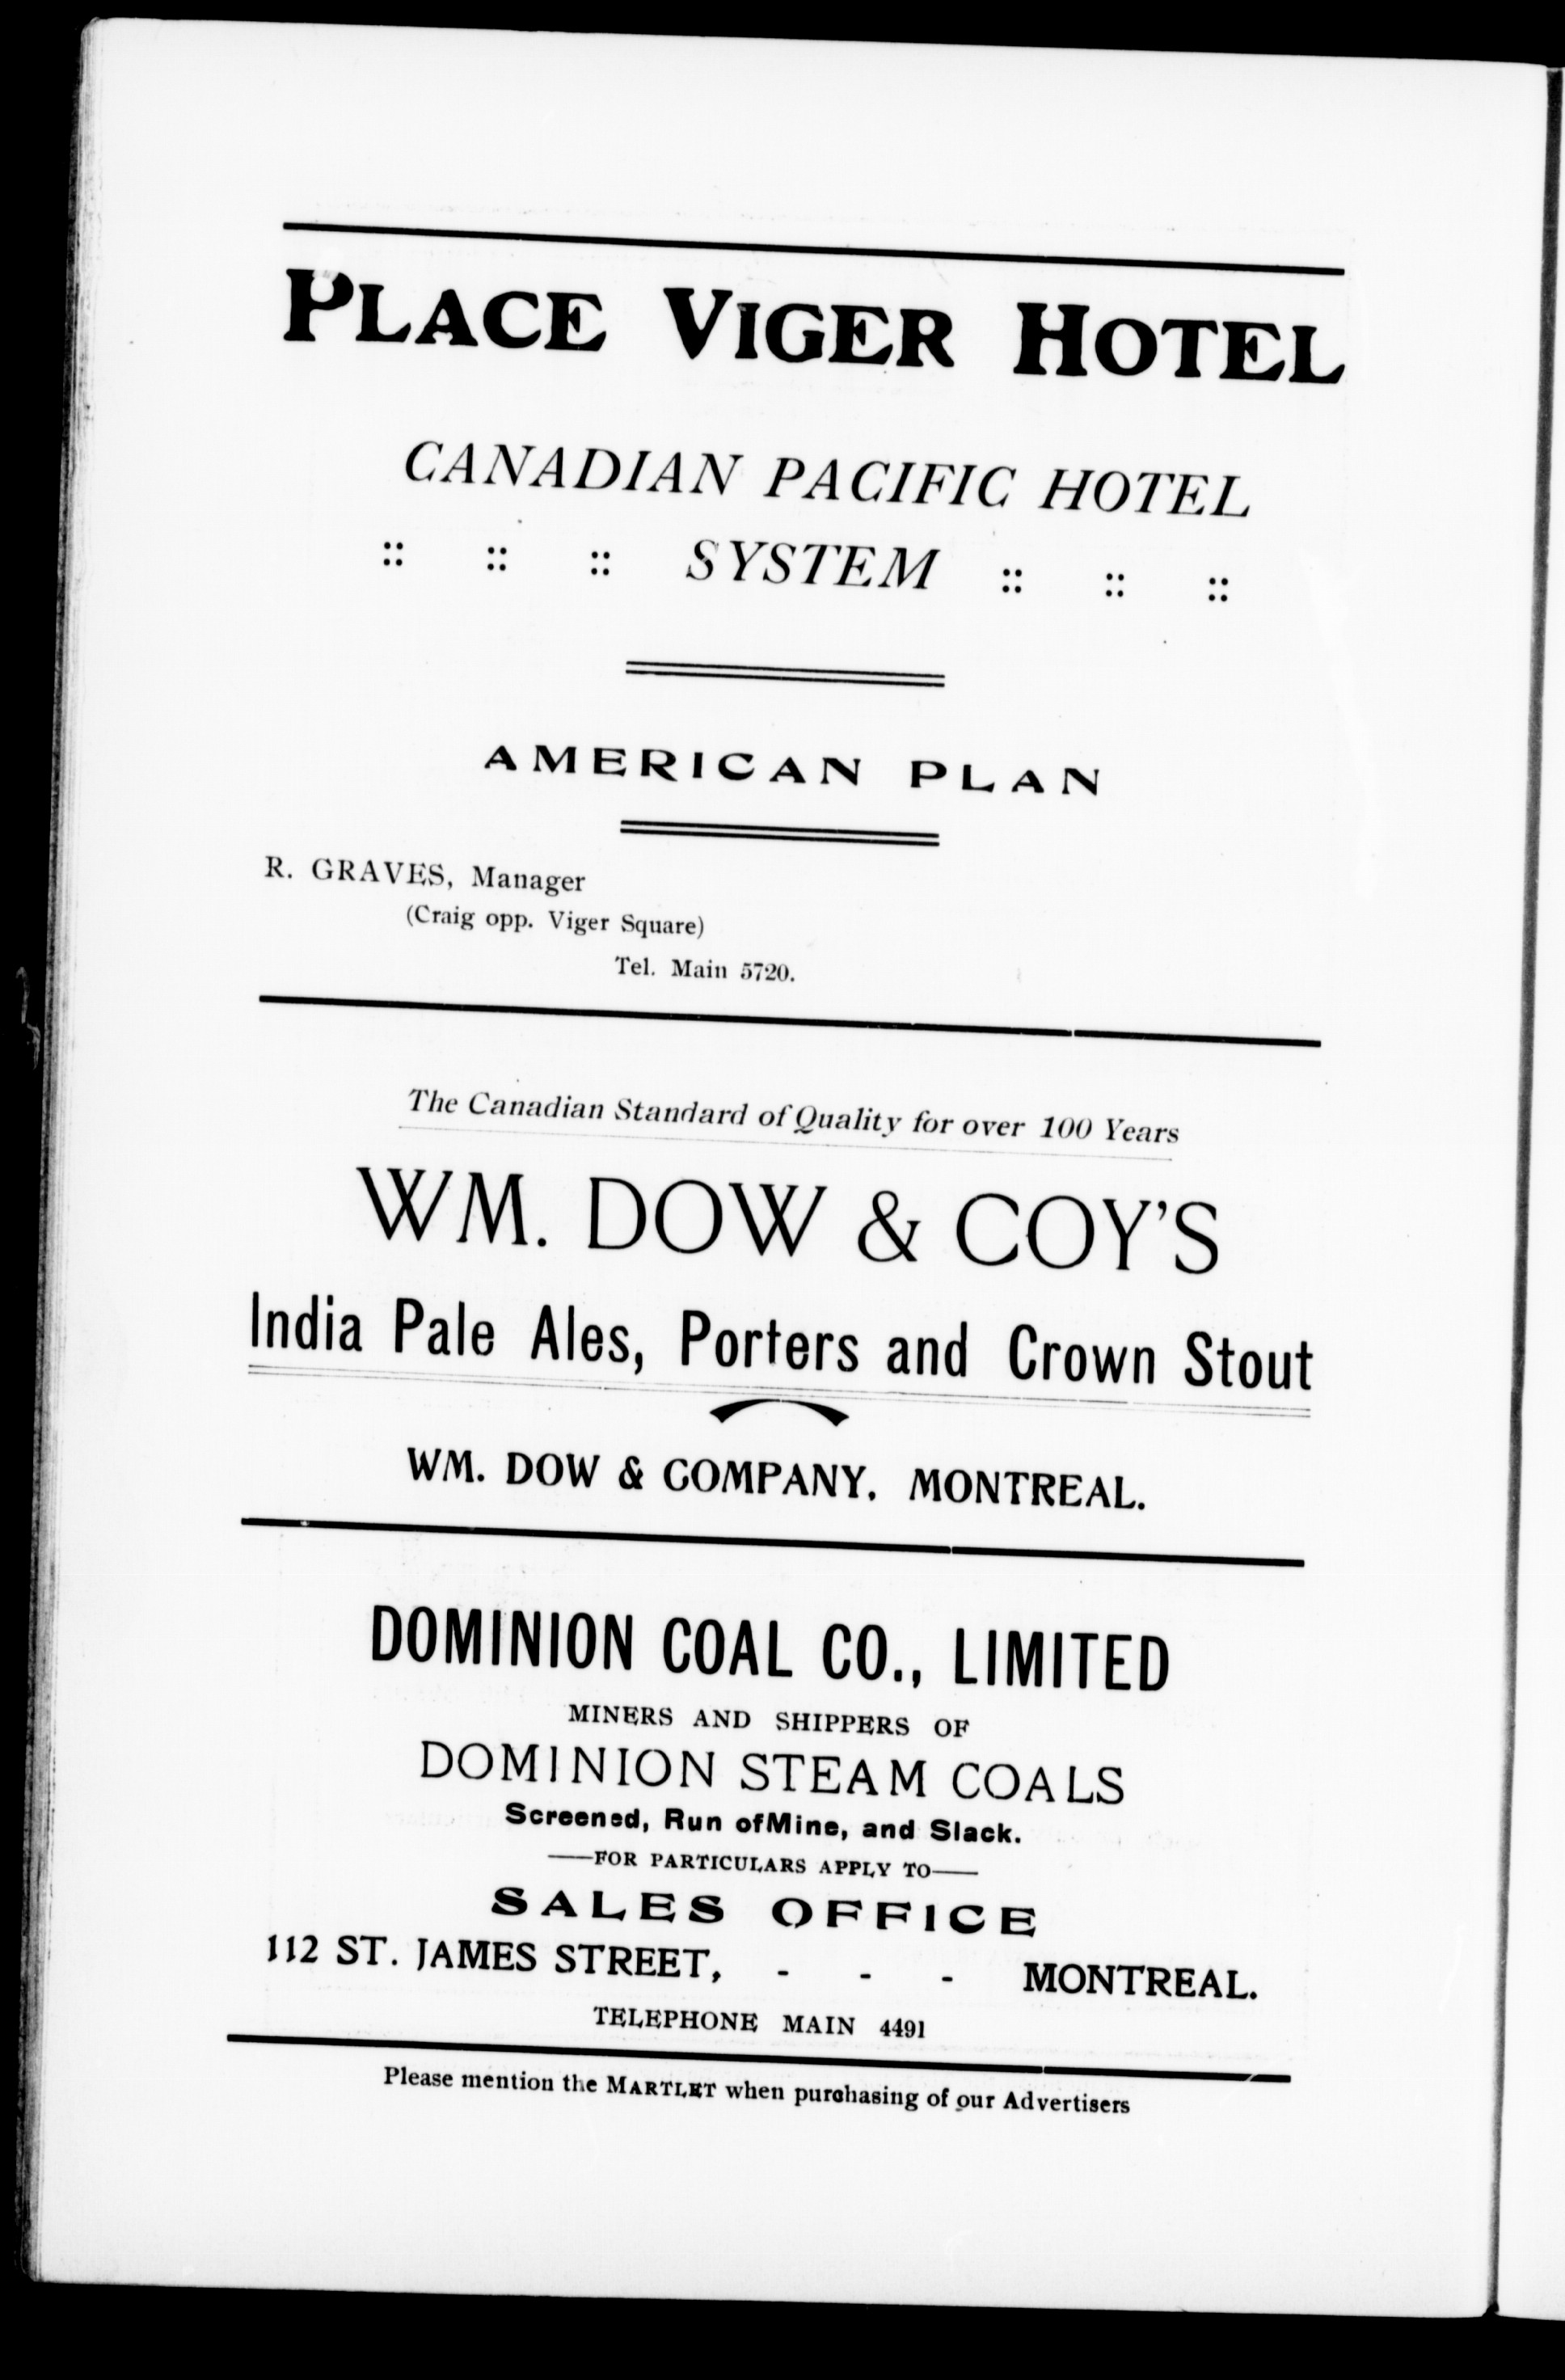 PLACE VIGER HOTEL
CANADIAN PACIFIC HOTEL
:: :: :: SYSTEM :: :: ::
AMERICAN PLAN
R. GRAVES, Manager
(Craig opp. Viger Square)
Tel. Main 5720.
The Canadian Standard of Quality for over 100 Years
WM. DOW & COY'S
India Pale Ales, Porters and Crown Stout
WM. DOW & COMPANY. MONTREAL.
DOMINION COAL CO., LIMITED
MINERS AND SHIPPERS OF
DOMINION STEAM COALS
Screened, Run ofMine, and Slack.
——FOR PARTICULARS APPLY TO——
SALES OFFICE
112 ST. JAMES STREET, - - - MONTREAL.
TELEPHONE MAIN 4491
Please mention the MARTLET when purchasing of our Advertisers